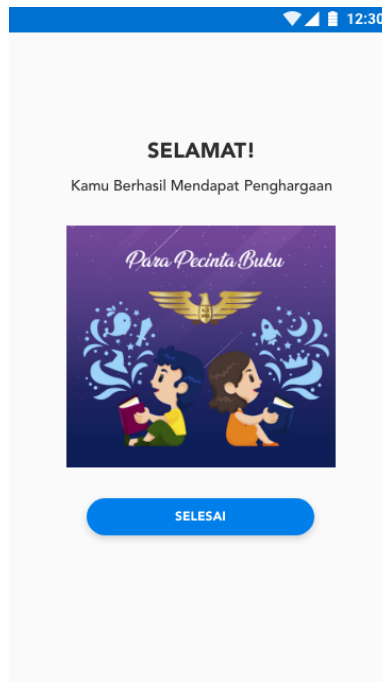 12:30
SELAMAT!
Kamu Berhasil Mendapat Penghargaan
Para Pecinta Buku
SELESAI